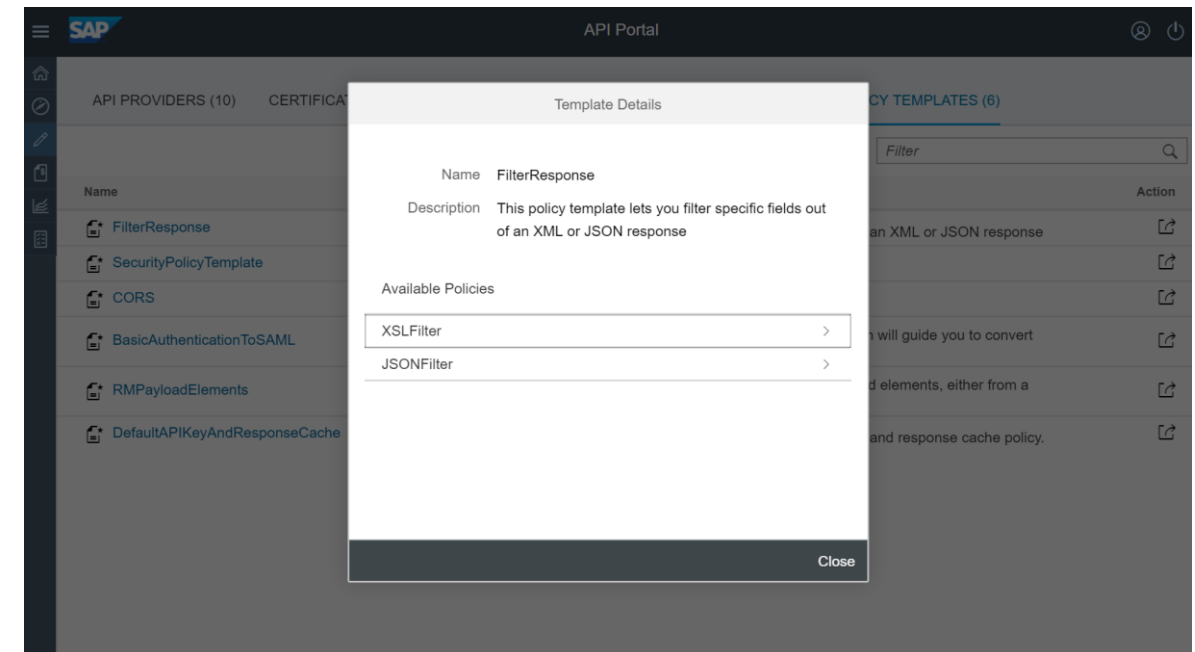 SAP
API Portal
API PROVIDERS (10) CERTIFICA
CY TEMPLATES (6)
Filter
Name
Action
FilterResponse
an XML or JSON response
SecurityPolicyTemplate
CORS
BasicAuthenticationToSAML
will guide you to convert
RMPayloadElements
d elements, either from a
DefaultAPIKeyAndResponseCache
and response cache policy.
Template Details
Name FilterResponse
Description This policy template lets you filter specific fields out
of an XML or JSON response
Available Policies
XSLFilter
JSONFilter
Close